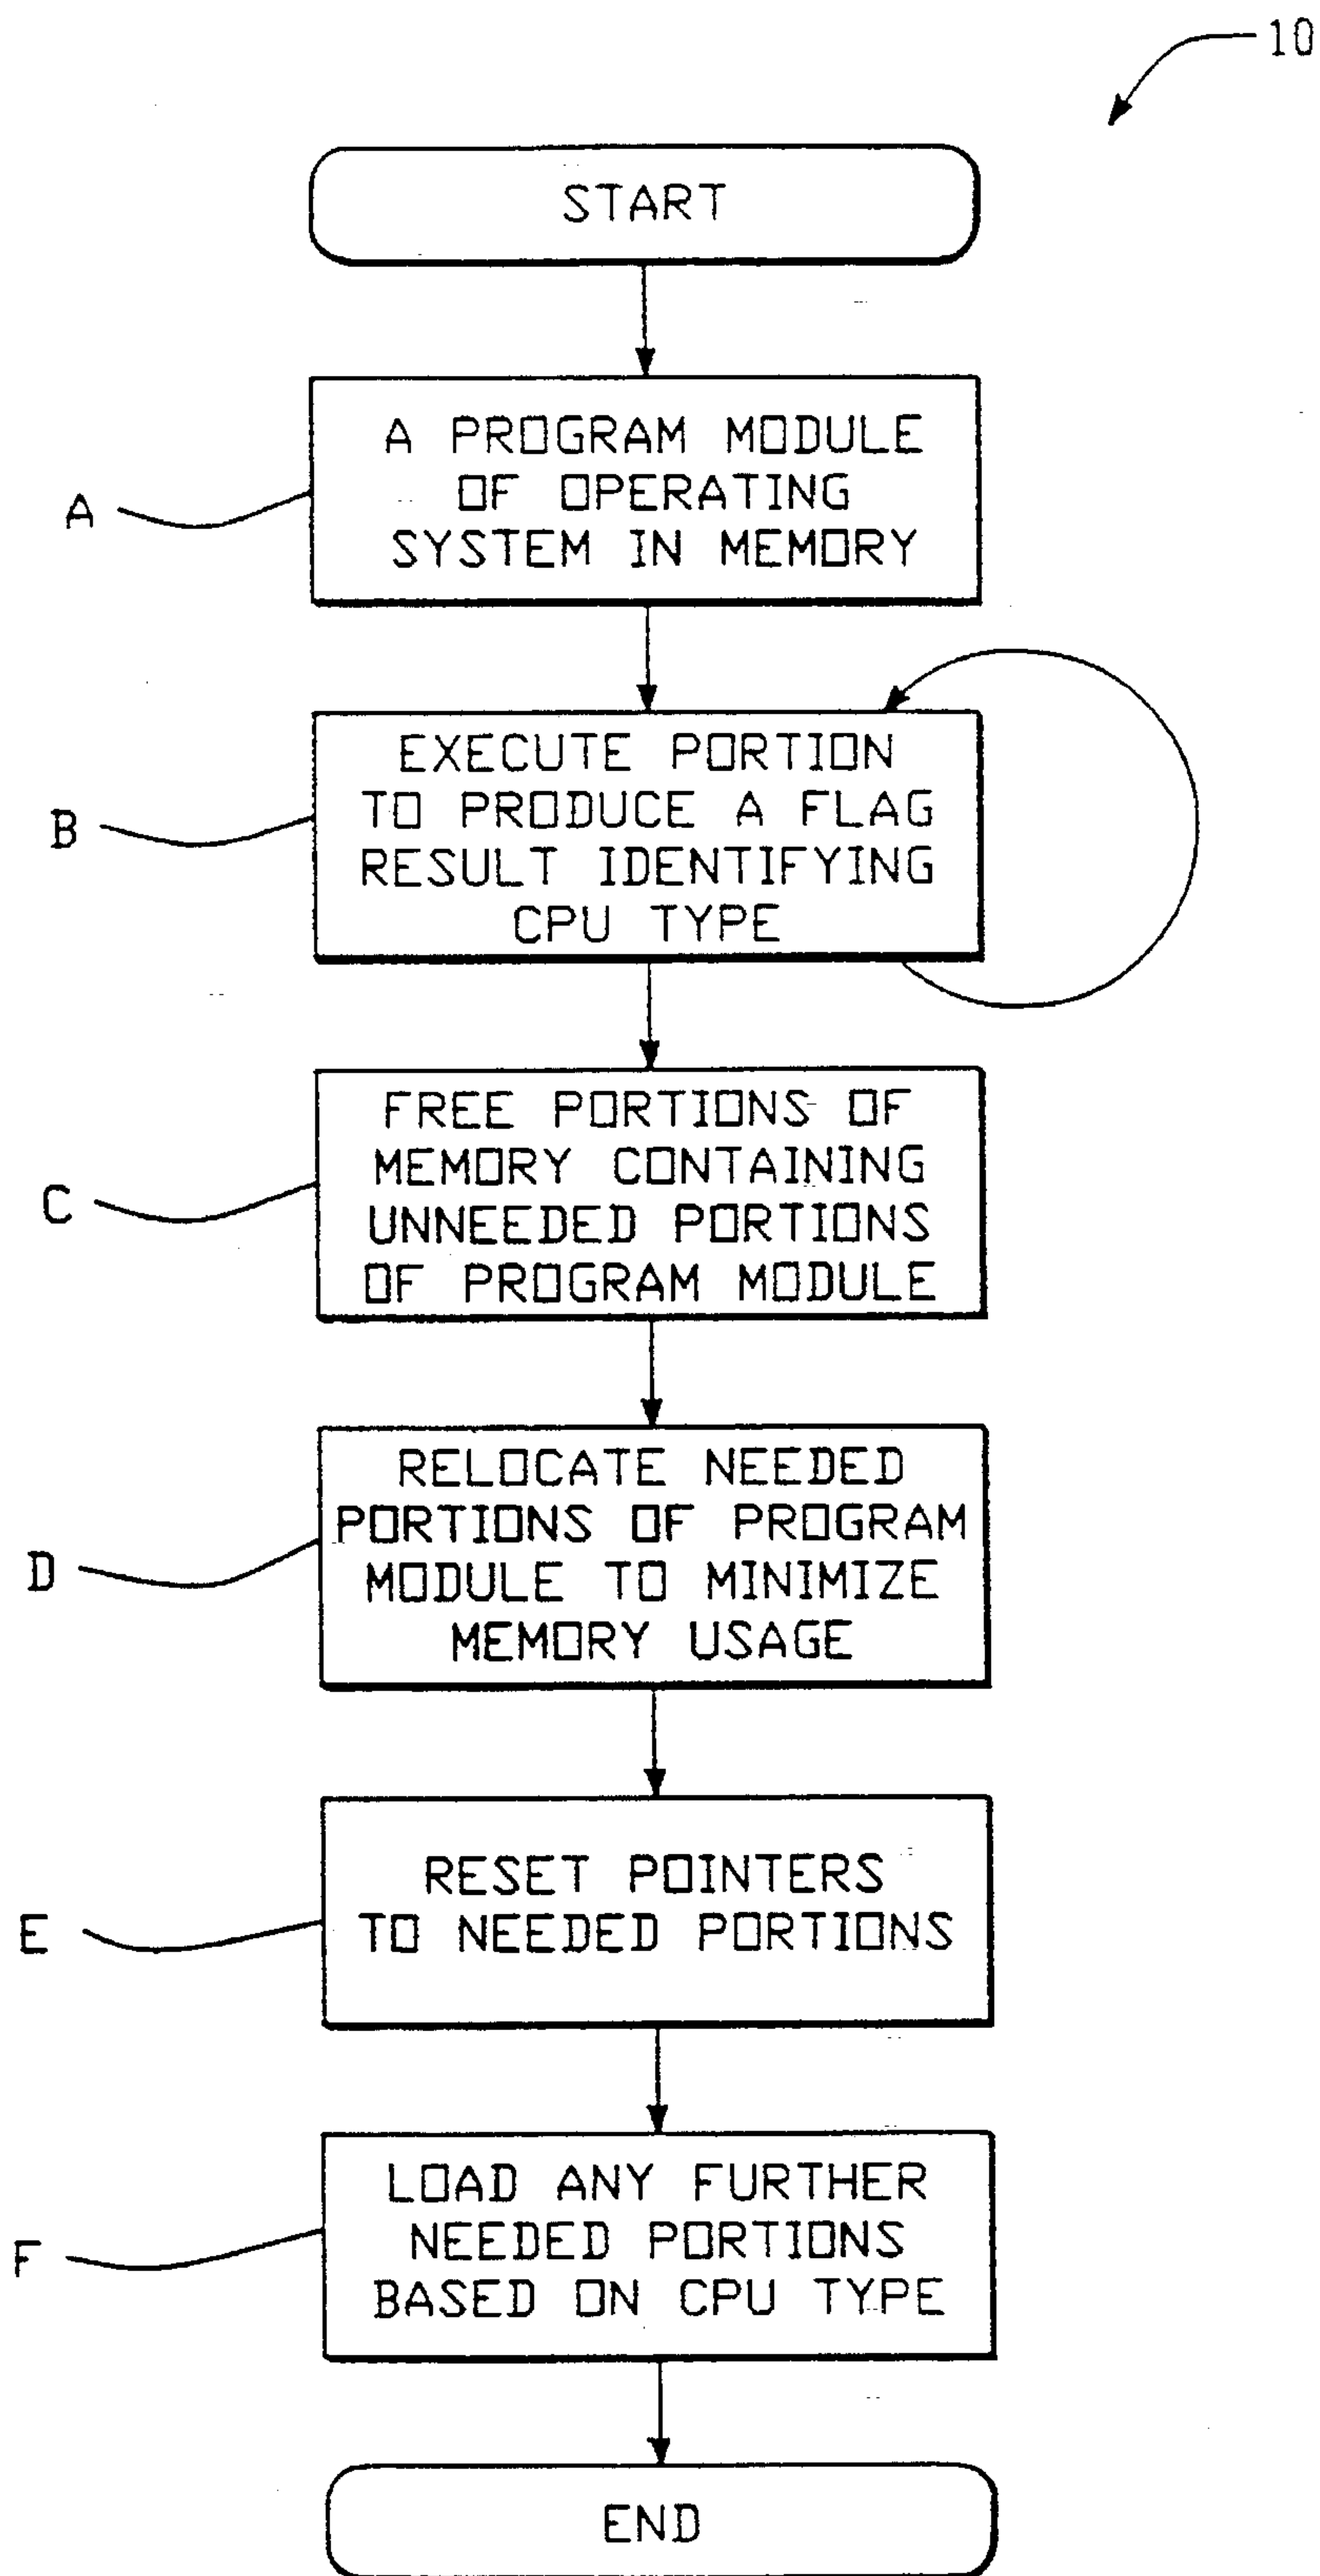 10
START
A PROGRAM MODULE
OF OPERATING
SYSTEM IN MEMORY
A
EXECUTE PORTION
TO PRODUCE A FLAG
RESULT IDENTIFYING
CPU TYPE
B
FREE PORTIONS OF
MEMORY CONTAINING
UNNEEDED PORTIONS
OF PROGRAM MODULE
C
RELOCATE NEEDED
PORTIONS OF PROGRAM
MODULE TO MINIMIZE
MEMORY USAGE
D
RESET POINTERS
TO NEEDED PORTIONS
E
LOAD ANY FURTHER
NEEDED PORTIONS
BASED ON CPU TYPE
F
END